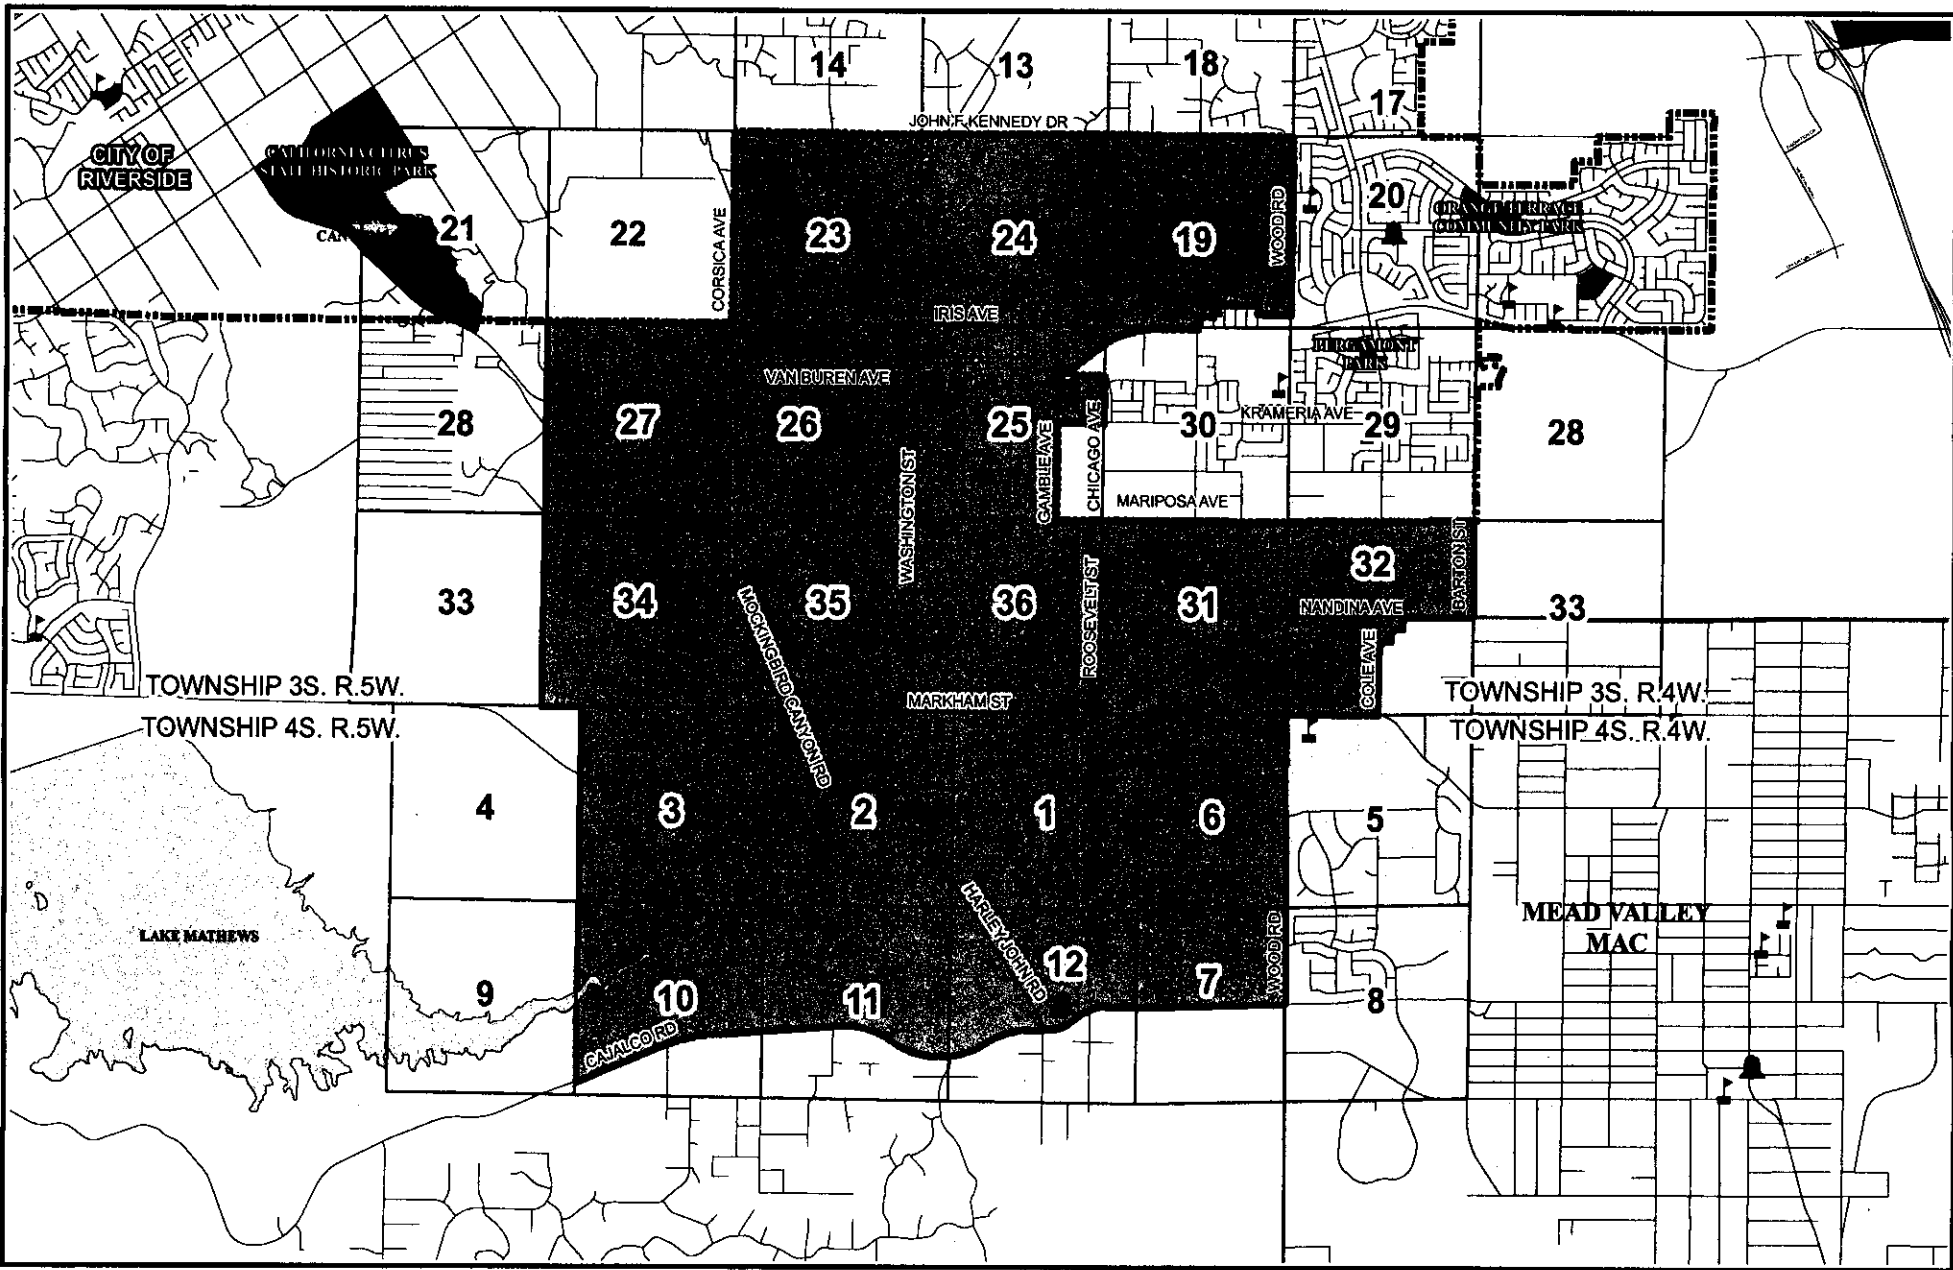 14
13
18
17
JOHN F KENNEDY DR
CITY OF
RIVERSIDE
CALIFORNIA CITRUS
STATE HISTORIC PARK
21
22
CORSICA AVE
23
24
19
WOOD RD
20
ORANGE TERRACE
COMMUNITY PARK
IRIS AVE
VAN BUREN AVE
BERGAMONT
PARK
28
27
26
25
GAMBLE AVE
CHICAGO AVE
30
KRAMERIA AVE
29
28
WASHINGTON ST
MARIPOSA AVE
33
34
35
36
ROOSEVELT ST
31
32
NANDINA AVE
BARTON ST
33
MOCKINGBIRD CANYON RD
COLE AVE
MARKHAM ST
TOWNSHIP 3S. R.5W.
TOWNSHIP 4S. R.5W.
TOWNSHIP 3S. R.4W.
TOWNSHIP 4S. R.4W.
4
3
2
1
6
5
LAKE MATHEWS
HARLEY JOHN RD
WOOD RD
MEAD VALLEY
MAC
9
10
11
12
7
8
CAJALCO RD